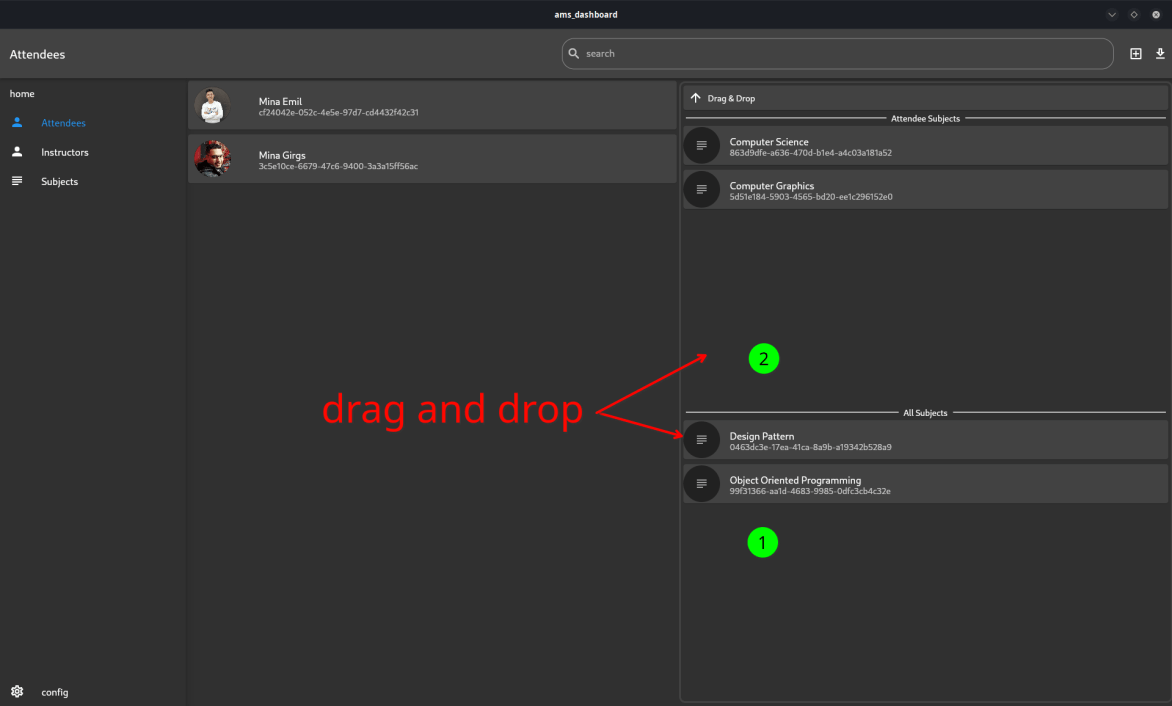 ams_dashboard
Attendees
search
home
Attendees
Instructors
Subjects
config
Mina Emil
cf24042e-052c-4e5e-97d7-cd4432f42c31
Mina Girgs
3c5e10ce-6679-47c6-9400-3a3a15ff56ac
drag and drop
Drag & Drop
Attendee Subjects
Computer Science
863d9dfe-a636-470d-b1e4-a4c03a181a52
Computer Graphics
5d51e184-5903-4565-bd20-ee1c296152e0
2
All Subjects
Design Pattern
0463dc3e-17ea-41ca-8a9b-a19342b528a9
Object Oriented Programming
99f31366-aa1d-4683-9985-0dfc3cb4c32e
1